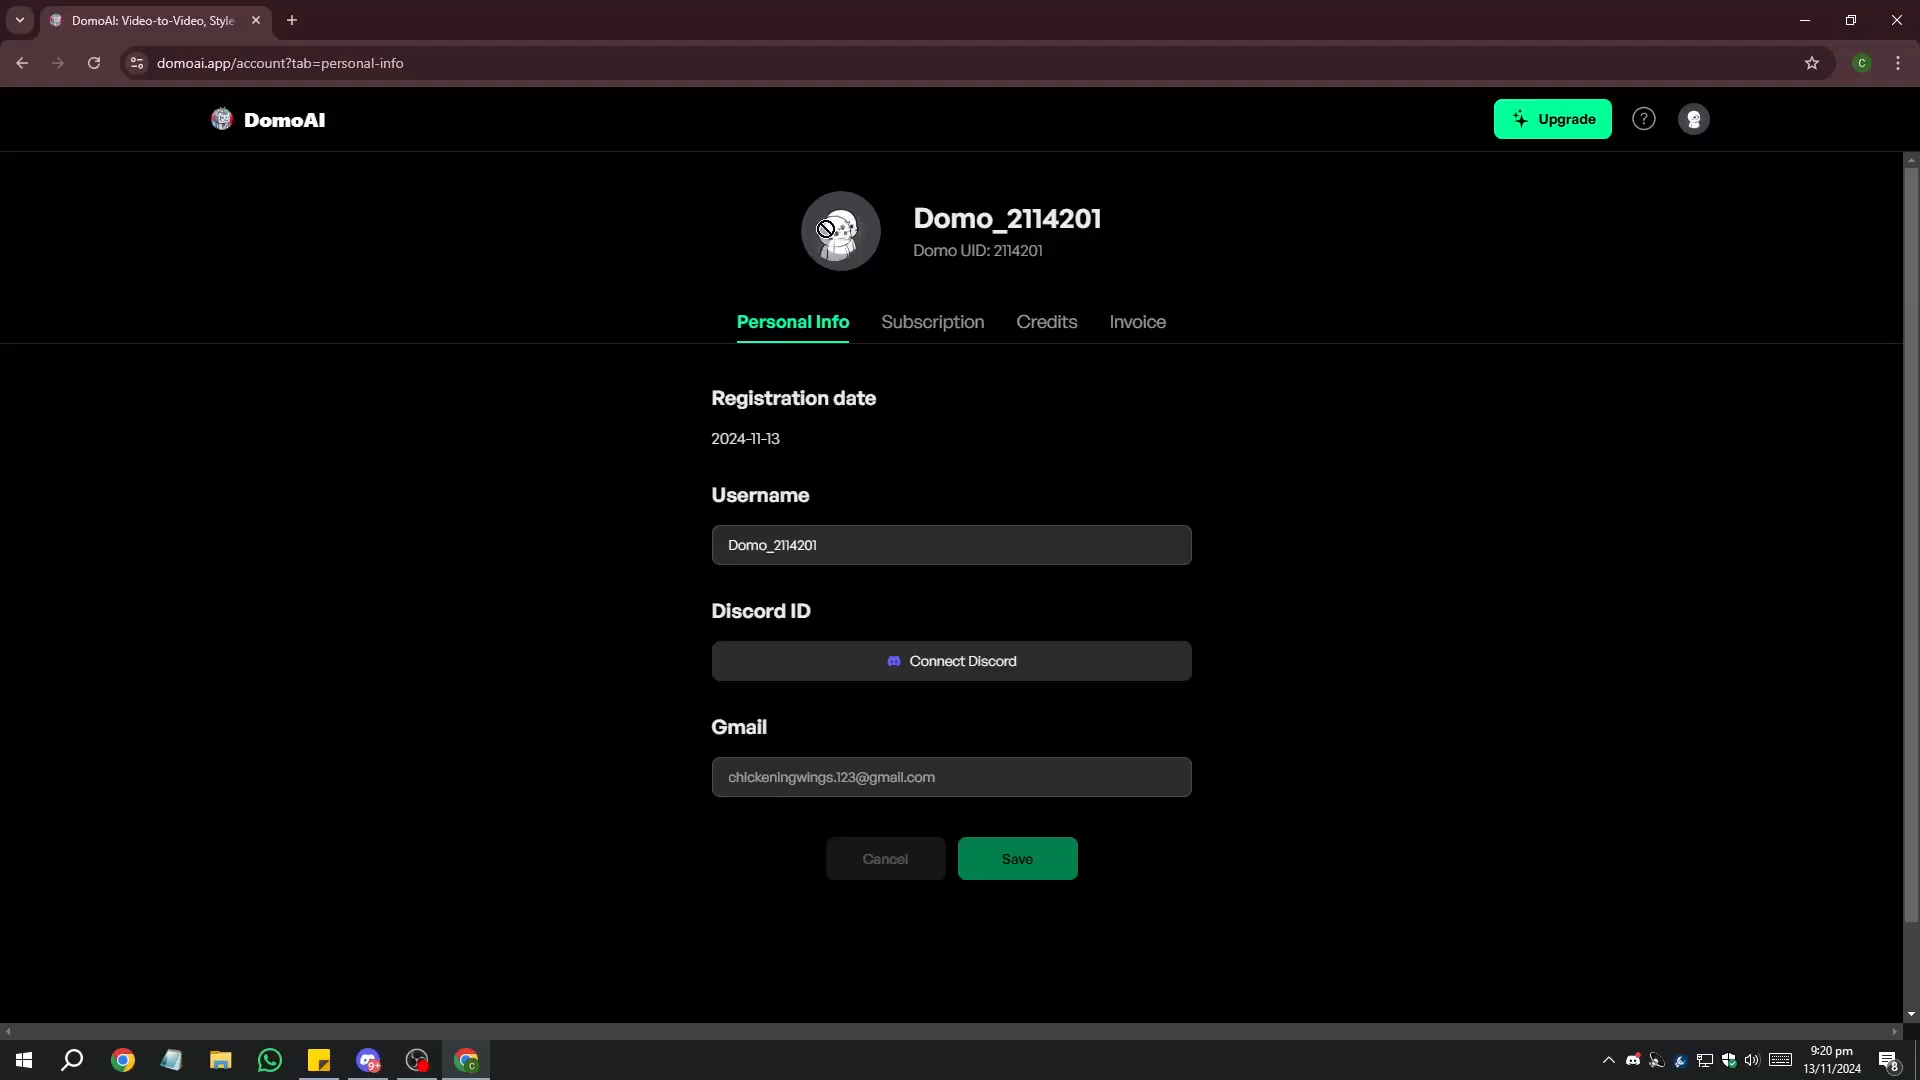 DomoAI: Video-to-Video, Style
domoai.app/account?tab=personal-info
C
DomoAI
Upgrade
?
Domo_2114201
Domo UID: 2114201
Personal Info
Subscription
Credits
Invoice
Registration date
2024-11-13
Username
Domo_2114201
Discord ID
Connect Discord
Gmail
chickeningwings.123@gmail.com
Cancel
Save
9+
C
9:20 pm
13/11/2024
8